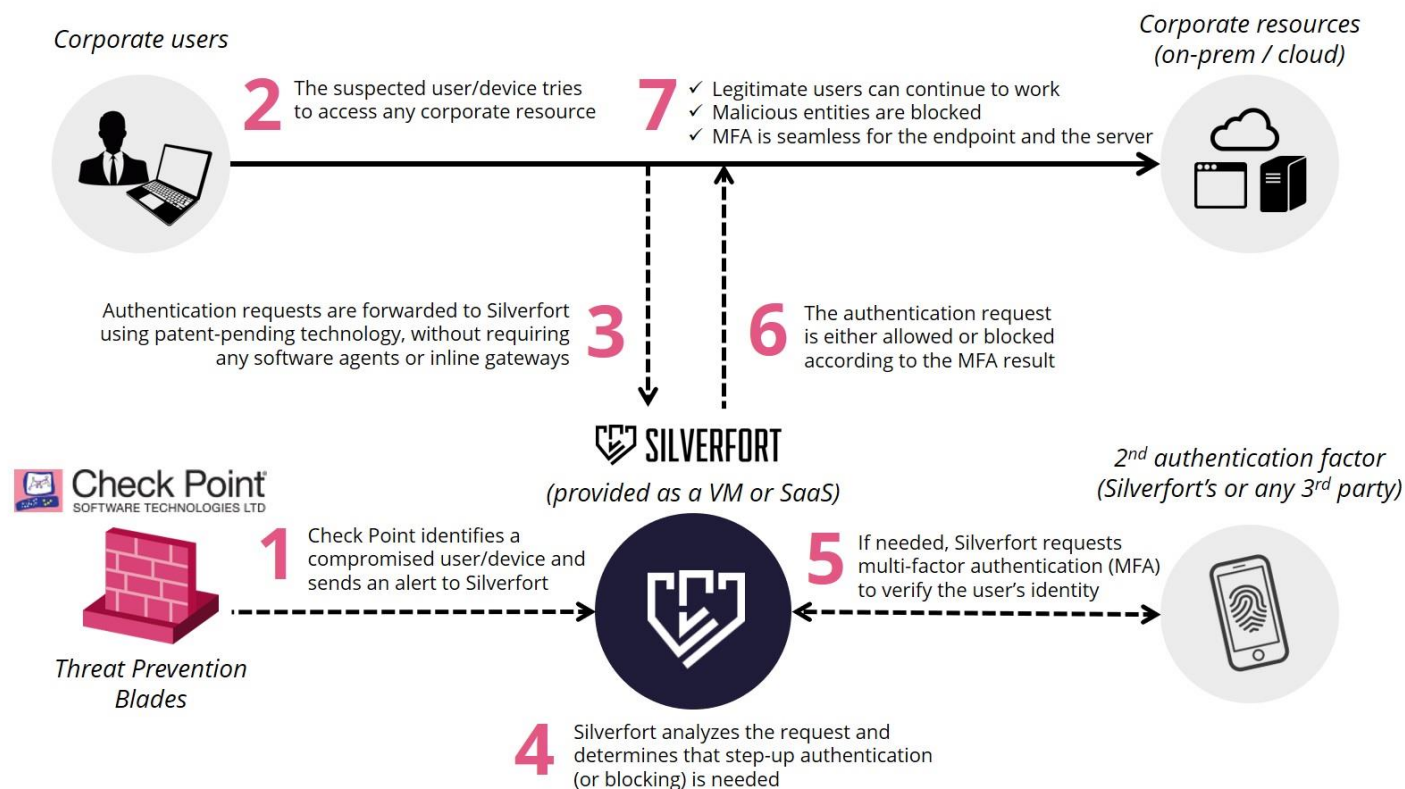 Corporate users
Corporate resources
(on-prem / cloud)
2
The suspected user/device tries
to access any corporate resource
7
✓ Legitimate users can continue to work
✓ Malicious entities are blocked
✓ MFA is seamless for the endpoint and the server
Authentication requests are forwarded to Silverfort
using patent-pending technology, without requiring
any software agents or inline gateways
3
6
The authentication request
is either allowed or blocked
according to the MFA result
SILVERFORT
(provided as a VM or SaaS)
2nd authentication factor
(Silverfort's or any 3rd party)
Check Point
SOFTWARE TECHNOLOGIES LTD
1
Check Point identifies a
compromised user/device and
sends an alert to Silverfort
5
If needed, Silverfort requests
multi-factor authentication (MFA)
to verify the user's identity
Threat Prevention
Blades
4
Silverfort analyzes the request and
determines that step-up authentication
(or blocking) is needed